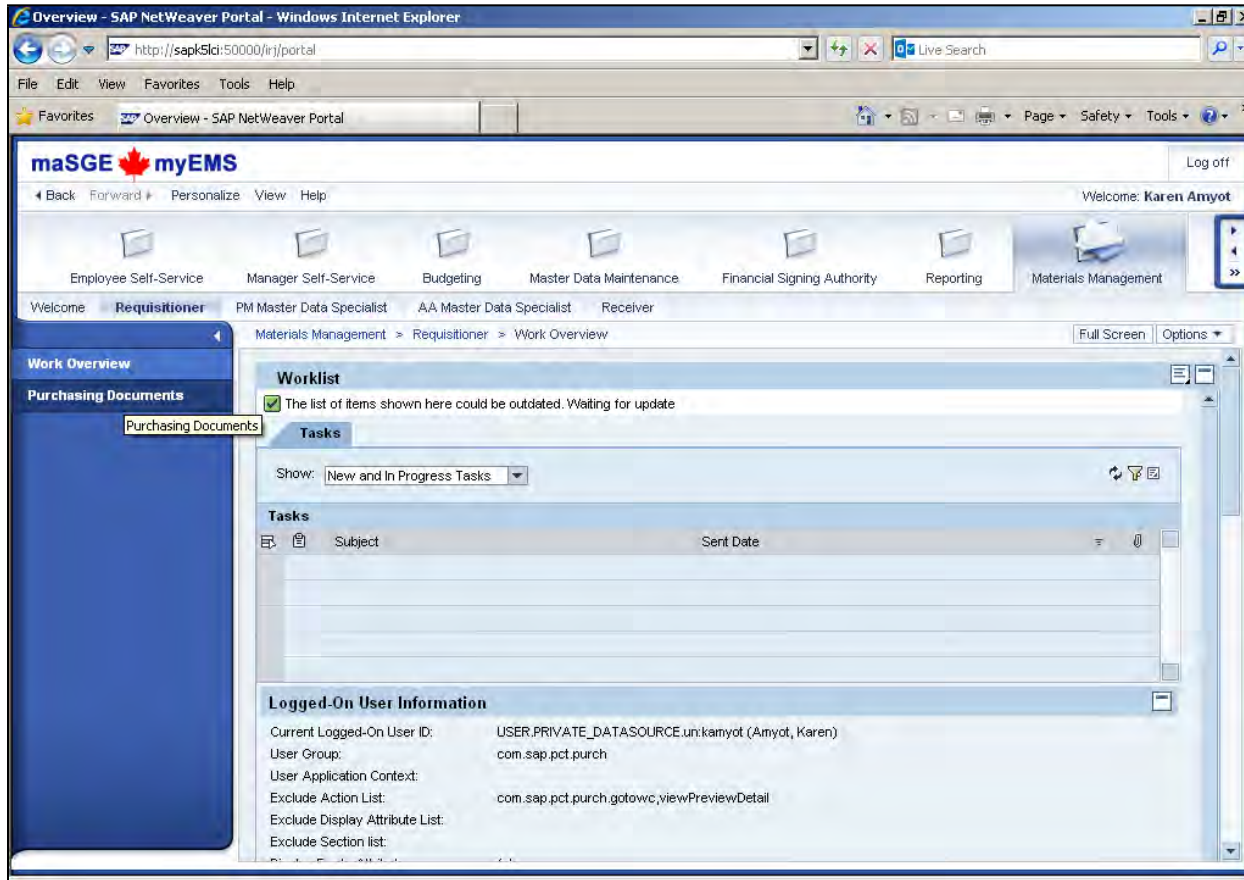 Overview - SAP NetWeaver Portal - Windows Internet Explorer
http://sapk5lci:50000/irj/portal
Live Search
File Edit View Favorites Tools Help
Favorites Overview - SAP NetWeaver Portal Page Safety Tools
maSGE myEMS Log off
Back Forward Personalize View Help Welcome: Karen Amyot
Employee Self-Service Manager Self-Service Budgeting Master Data Maintenance Financial Signing Authority Reporting Materials Management
Welcome Requisitioner PM Master Data Specialist AA Master Data Specialist Receiver
Materials Management > Requisitioner > Work Overview Full Screen Options
Work Overview
Purchasing Documents
Purchasing Documents
Worklist
The list of items shown here could be outdated. Waiting for update
Tasks
Show: New and In Progress Tasks
Tasks
Subject Sent Date
Logged-On User Information
Current Logged-On User ID: USER.PRIVATE_DATASOURCE.un:kamyot (Amyot, Karen)
User Group: com.sap.pct.purch
User Application Context:
Exclude Action List: com.sap.pct.purch.gotowc,viewPreviewDetail
Exclude Display Attribute List:
Exclude Section list: